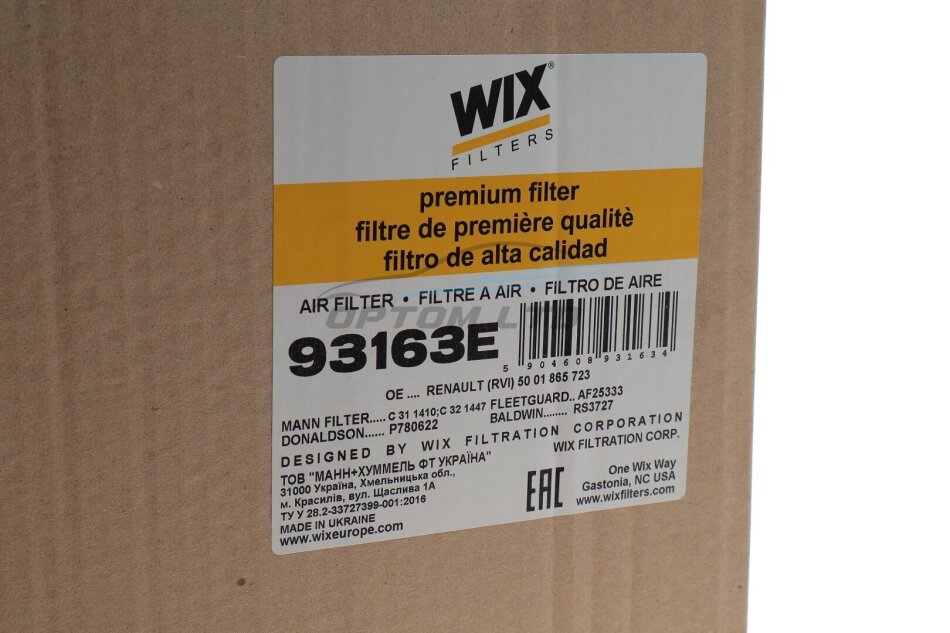 WIX®
FILTERS
premium filter
filtre de première qualitè
filtro de alta calidad
AIR FILTER • FILTRE A AIR • FILTRO DE AIRE
OPTOM LTD
93163E
5 904608 931634
OE .... RENAULT (RVI) 50 01 865 723
MANN FILTER..... C 31 1410;C 32 1447 FLEETGUARD.. AF25333
DONALDSON...... P780622 BALDWIN........ RS3727
DESIGNED BY WIX FILTRATION CORPORATION
WIX FILTRATION CORP.
ТОВ "МАНН+ХУММЕЛЬ ФТ УКРАЇНА"
31000 Україна, Хмельницька обл.,
м. Красилів, вул. Щаслива 1А
ТУ У 28.2-33727399-001:2016
MADE IN UKRAINE
www.wixeurope.com
EAC
One Wix Way
Gastonia, NC USA
www.wixfilters.com